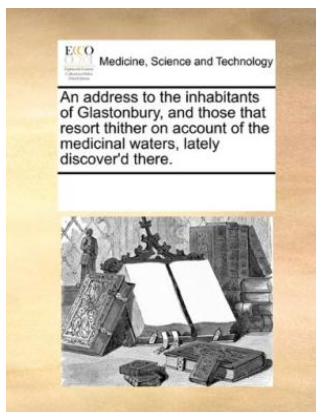 ECCO
Medicine, Science and Technology
An address to the inhabitants
of Glastonbury, and those that
resort thither on account of the
medicinal waters, lately
discover'd there.